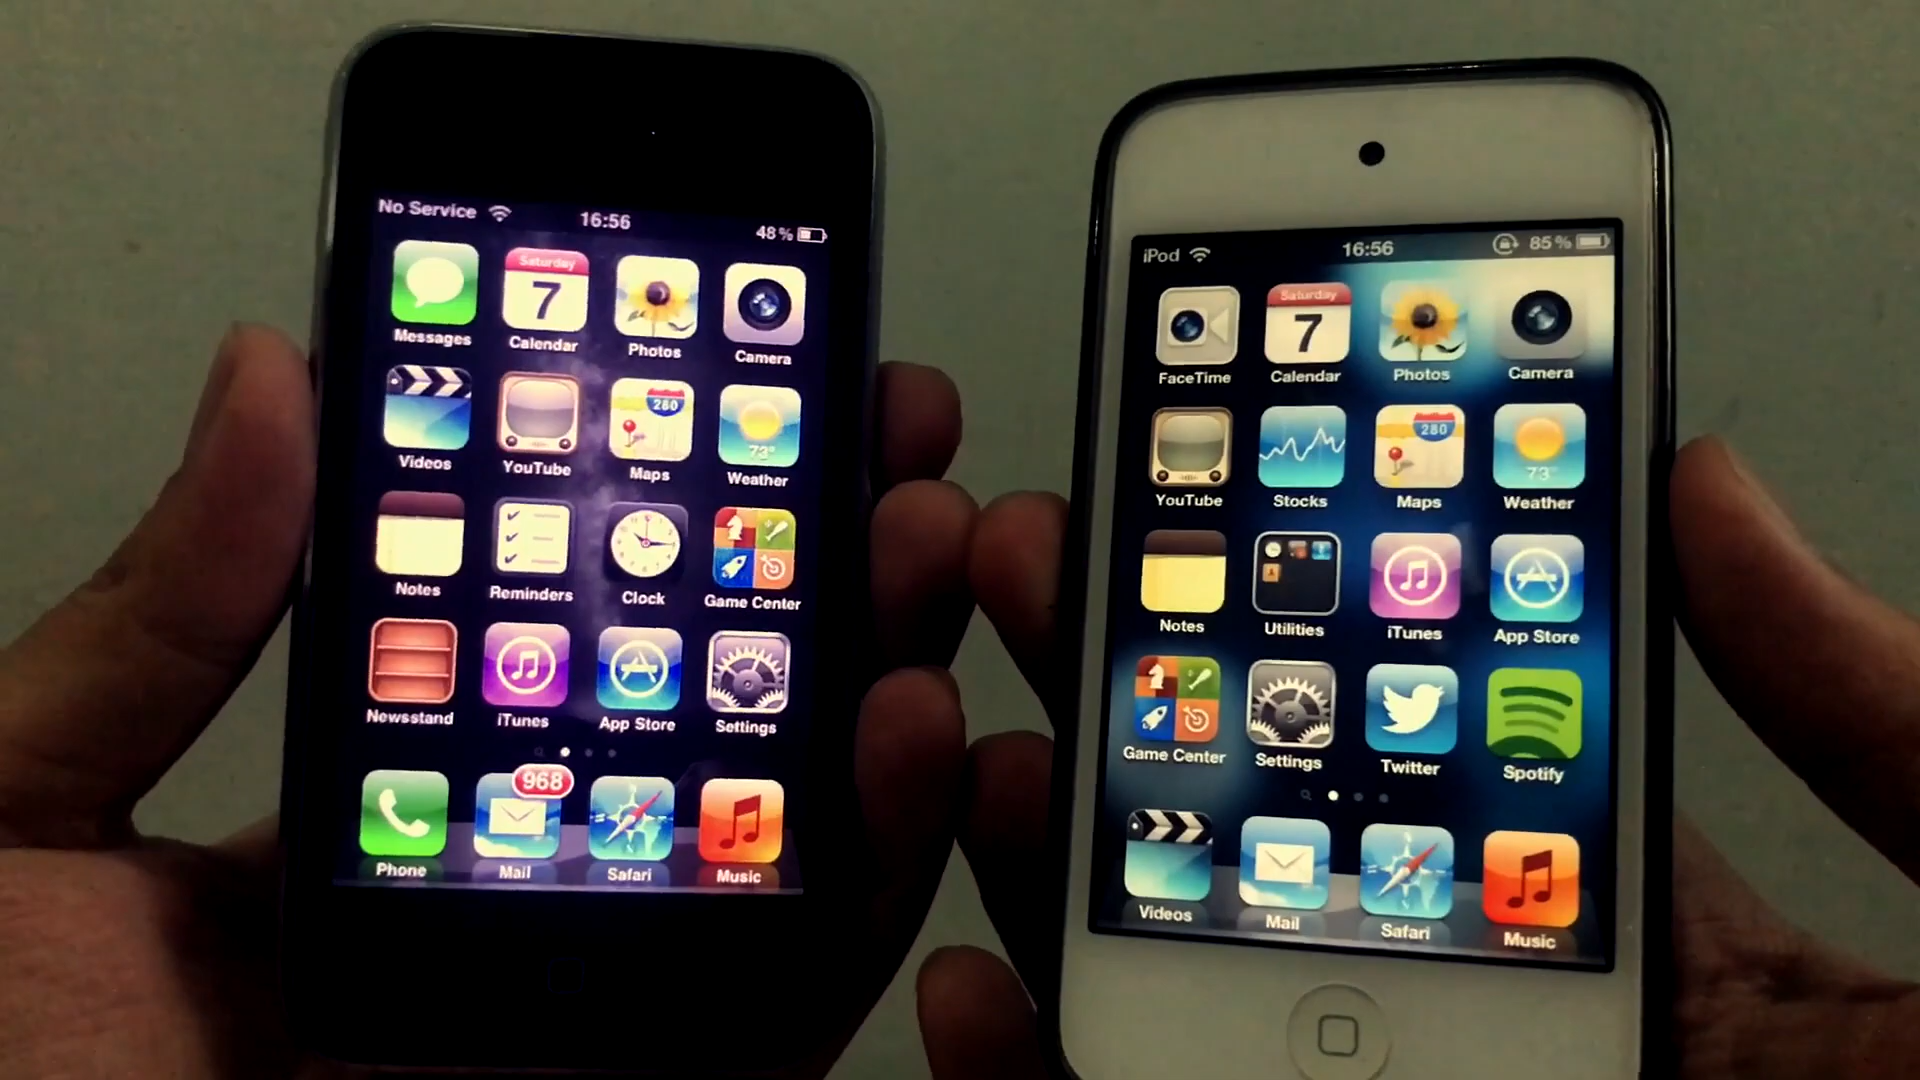 No Service 16:56 48%
Saturday
7
Messages Calendar Photos Camera
280
73°
Videos YouTube Maps Weather
Notes Reminders Clock Game Center
Newsstand iTunes App Store Settings
968
Phone Mail Safari Music
iPod 16:56 85%
Saturday
7
FaceTime Calendar Photos Camera
280
73°
YouTube Stocks Maps Weather
Notes Utilities iTunes App Store
Game Center Settings Twitter Spotify
Videos Mail Safari Music